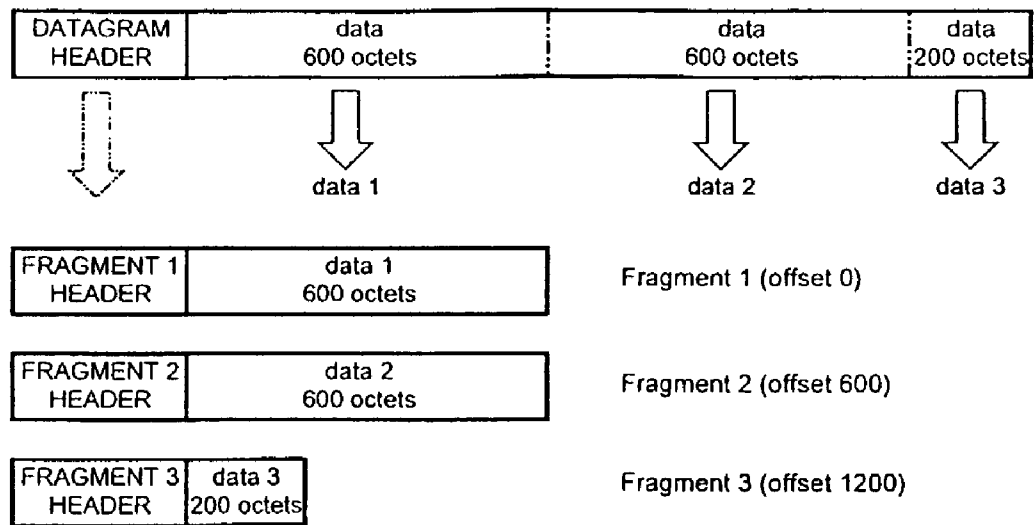 DATAGRAM HEADER
data 600 octets
data 600 octets
data 200 octets
data 1
data 2
data 3
FRAGMENT 1 HEADER
data 1 600 octets
Fragment 1 (offset 0)
FRAGMENT 2 HEADER
data 2 600 octets
Fragment 2 (offset 600)
FRAGMENT 3 HEADER
data 3 200 octets
Fragment 3 (offset 1200)